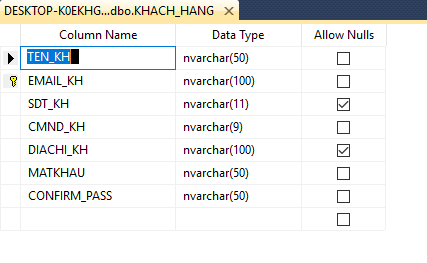 DESKTOP-K0EKHG...dbo.KHACH_HANG
Column Name Data Type Allow Nulls
TEN_KH nvarchar(50)
EMAIL_KH nvarchar(100)
SDT_KH nvarchar(11)
CMND_KH nvarchar(9)
DIACHI_KH nvarchar(100)
MATKHAU nvarchar(50)
CONFIRM_PASS nvarchar(50)